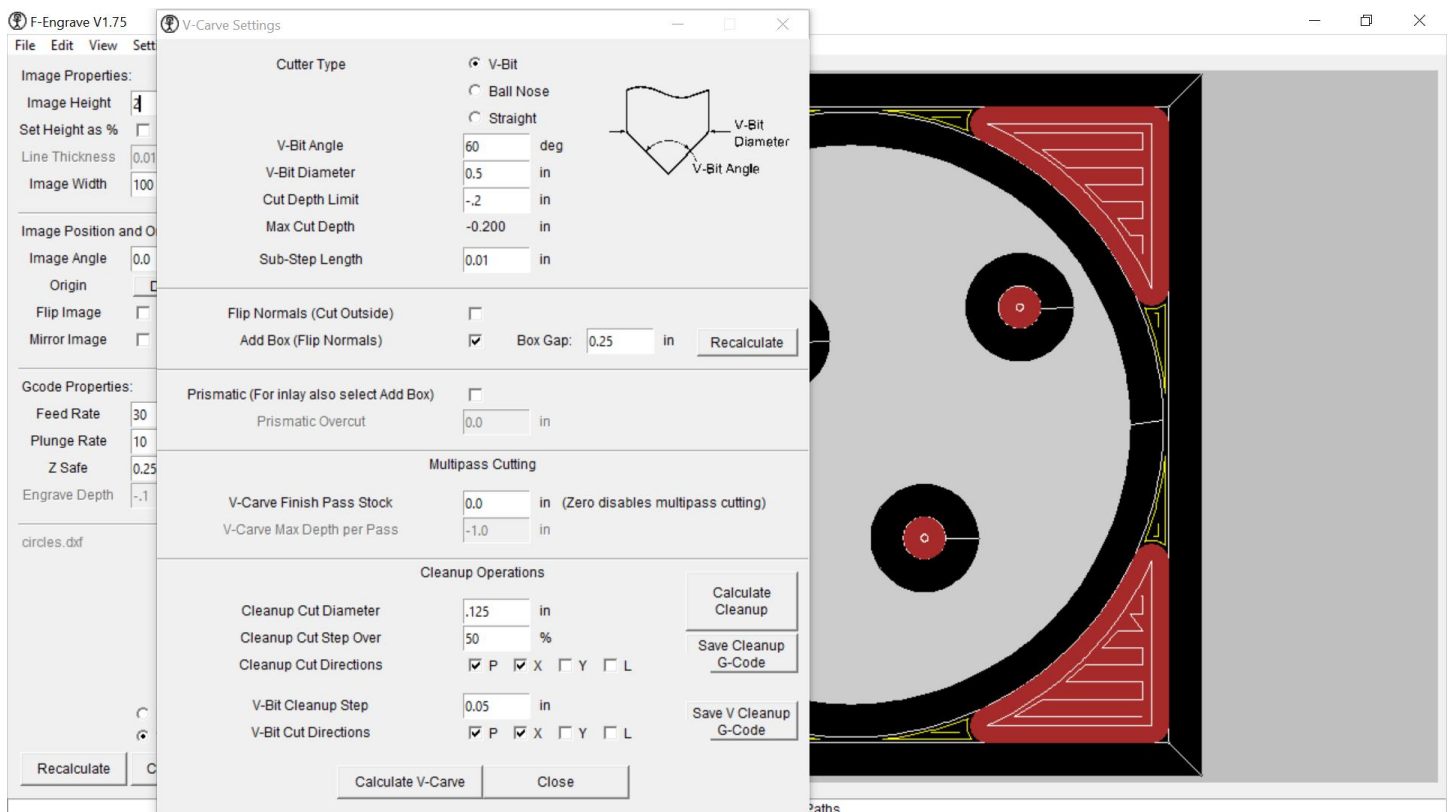 F-Engrave V1.75
V-Carve Settings
File Edit View Sett
Image Properties:
Image Height 2
Set Height as %
Line Thickness 0.01
Image Width 100
Image Position and O
Image Angle 0.0
Origin D
Flip Image
Mirror Image
Gcode Properties:
Feed Rate 30
Plunge Rate 10
Z Safe 0.25
Engrave Depth -.1
circles.dxf
Recalculate C
Cutter Type V-Bit
Ball Nose
Straight
V-Bit Angle 60 deg
V-Bit Diameter 0.5 in
Cut Depth Limit -.2 in
Max Cut Depth -0.200 in
Sub-Step Length 0.01 in
V-Bit
Diameter
V-Bit Angle
Flip Normals (Cut Outside)
Add Box (Flip Normals) Box Gap: 0.25 in Recalculate
Prismatic (For inlay also select Add Box)
Prismatic Overcut 0.0 in
Multipass Cutting
V-Carve Finish Pass Stock 0.0 in (Zero disables multipass cutting)
V-Carve Max Depth per Pass -1.0 in
Cleanup Operations
Calculate
Cleanup
Cleanup Cut Diameter .125 in
Cleanup Cut Step Over 50 %
Save Cleanup
G-Code
Cleanup Cut Directions P X Y L
V-Bit Cleanup Step 0.05 in
Save V Cleanup
G-Code
V-Bit Cut Directions P X Y L
Calculate V-Carve Close
Paths